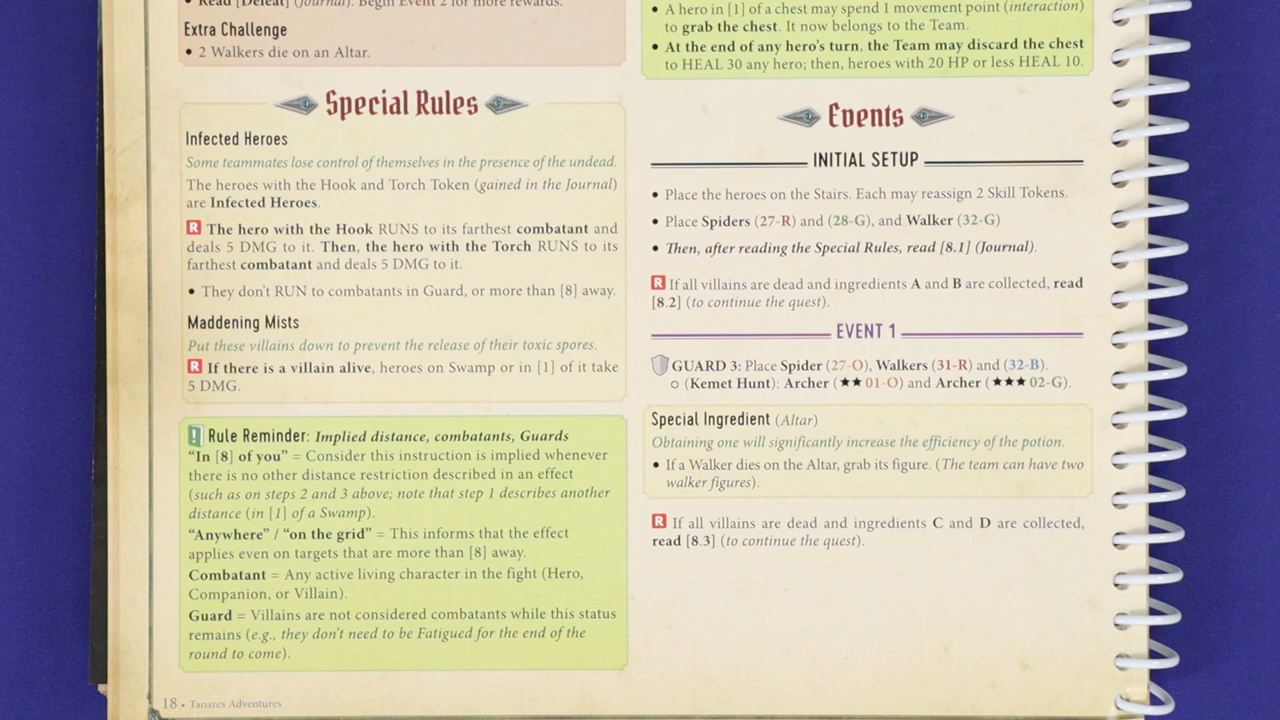 • Read [Defeat] (Journal). Begin Event 2 for more rewards.
Extra Challenge
• 2 Walkers die on an Altar.
Special Rules
Infected Heroes
Some teammates lose control of themselves in the presence of the undead.
The heroes with the Hook and Torch Token (gained in the Journal)
are Infected Heroes.
R The hero with the Hook RUNS to its farthest combatant and
deals 5 DMG to it. Then, the hero with the Torch RUNS to its
farthest combatant and deals 5 DMG to it.
• They don't RUN to combatants in Guard, or more than [8] away.
Maddening Mists
Put these villains down to prevent the release of their toxic spores.
R If there is a villain alive, heroes on Swamp or in [1] of it take
5 DMG.
! Rule Reminder: Implied distance, combatants, Guards
“In [8] of you” = Consider this instruction is implied whenever
there is no other distance restriction described in an effect
(such as on steps 2 and 3 above; note that step 1 describes another
distance (in [1] of a Swamp).
“Anywhere” / “on the grid” = This informs that the effect
applies even on targets that are more than [8] away.
Combatant = Any active living character in the fight (Hero,
Companion, or Villain).
Guard = Villains are not considered combatants while this status
remains (e.g., they don't need to be Fatigued for the end of the
round to come).
18 • Tanares Adventures
• A hero in [1] of a chest may spend 1 movement point (interaction)
to grab the chest. It now belongs to the Team.
• At the end of any hero's turn, the Team may discard the chest
to HEAL 30 any hero; then, heroes with 20 HP or less HEAL 10.
Events
INITIAL SETUP
• Place the heroes on the Stairs. Each may reassign 2 Skill Tokens.
• Place Spiders (27-R) and (28-G), and Walker (32-G)
• Then, after reading the Special Rules, read [8.1] (Journal).
R If all villains are dead and ingredients A and B are collected, read
[8.2] (to continue the quest).
EVENT 1
GUARD 3: Place Spider (27-O), Walkers (31-R) and (32-B).
○ (Kemet Hunt): Archer (★★ 01-O) and Archer (★★★ 02-G).
Special Ingredient (Altar)
Obtaining one will significantly increase the efficiency of the potion.
• If a Walker dies on the Altar, grab its figure. (The team can have two
walker figures).
R If all villains are dead and ingredients C and D are collected,
read [8.3] (to continue the quest).